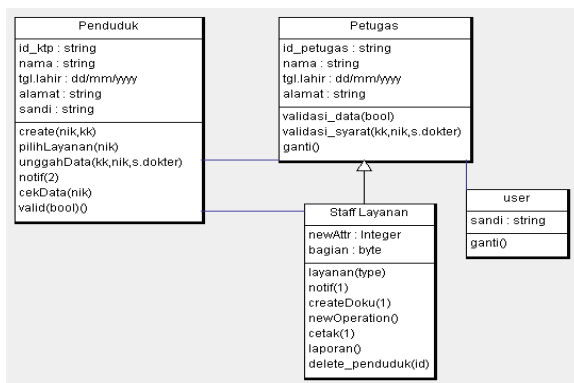 Penduduk
id_ktp : string
nama : string
tgl.lahir : dd/mm/yyyy
alamat : string
sandi : string
create(nik,kk)
pilihLayanan(nik)
unggahData(kk,nik,s.dokter)
notif(2)
cekData(nik)
valid(bool)()
Petugas
id_petugas : string
nama : string
tgl.lahir : dd/mm/yyyy
alamat : string
validasi_data(bool)
validasi_syarat(kk,nik,s.dokter)
ganti()
user
sandi : string
ganti()
Staff Layanan
newAttr : Integer
bagian : byte
layanan(type)
notif(1)
createDoku(1)
newOperation()
cetak(1)
laporan()
delete_penduduk(id)